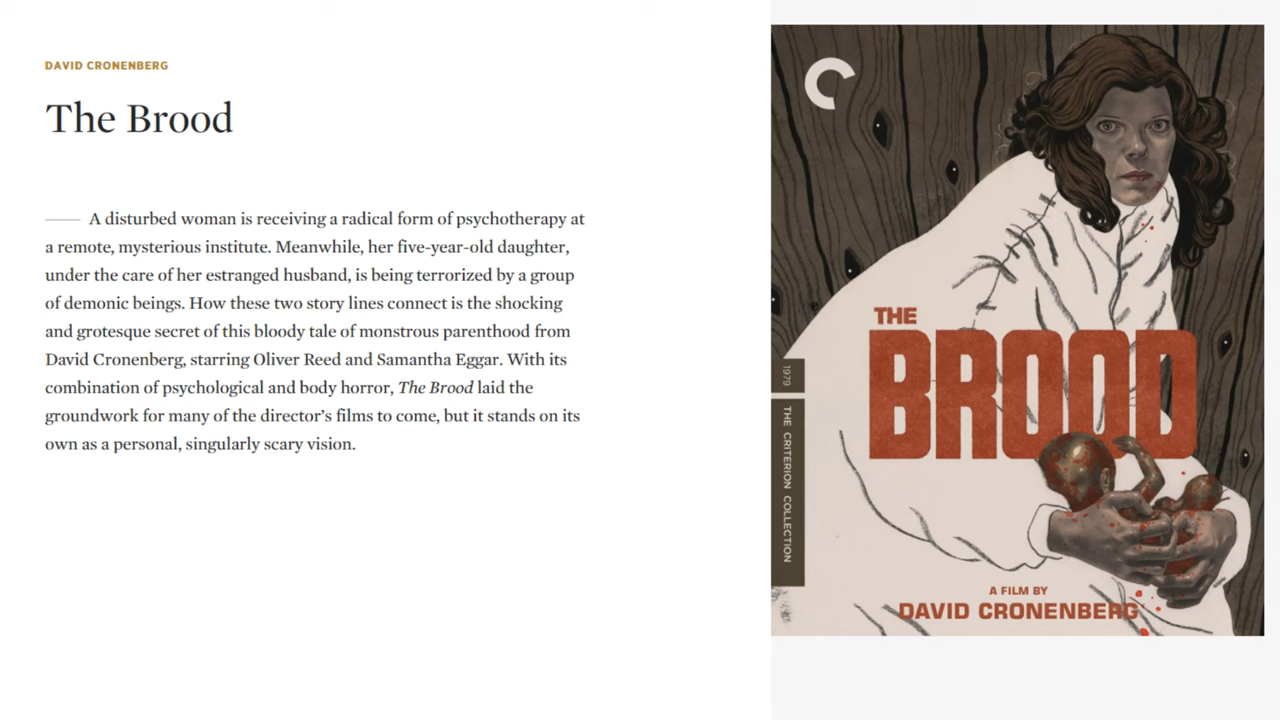 DAVID CRONENBERG
The Brood
A disturbed woman is receiving a radical form of psychotherapy at
a remote, mysterious institute. Meanwhile, her five-year-old daughter,
under the care of her estranged husband, is being terrorized by a group
of demonic beings. How these two story lines connect is the shocking
and grotesque secret of this bloody tale of monstrous parenthood from
David Cronenberg, starring Oliver Reed and Samantha Eggar. With its
combination of psychological and body horror, The Brood laid the
groundwork for many of the director’s films to come, but it stands on its
own as a personal, singularly scary vision.
THE
BROOD
1979
THE CRITERION COLLECTION
A FILM BY
DAVID CRONENBERG